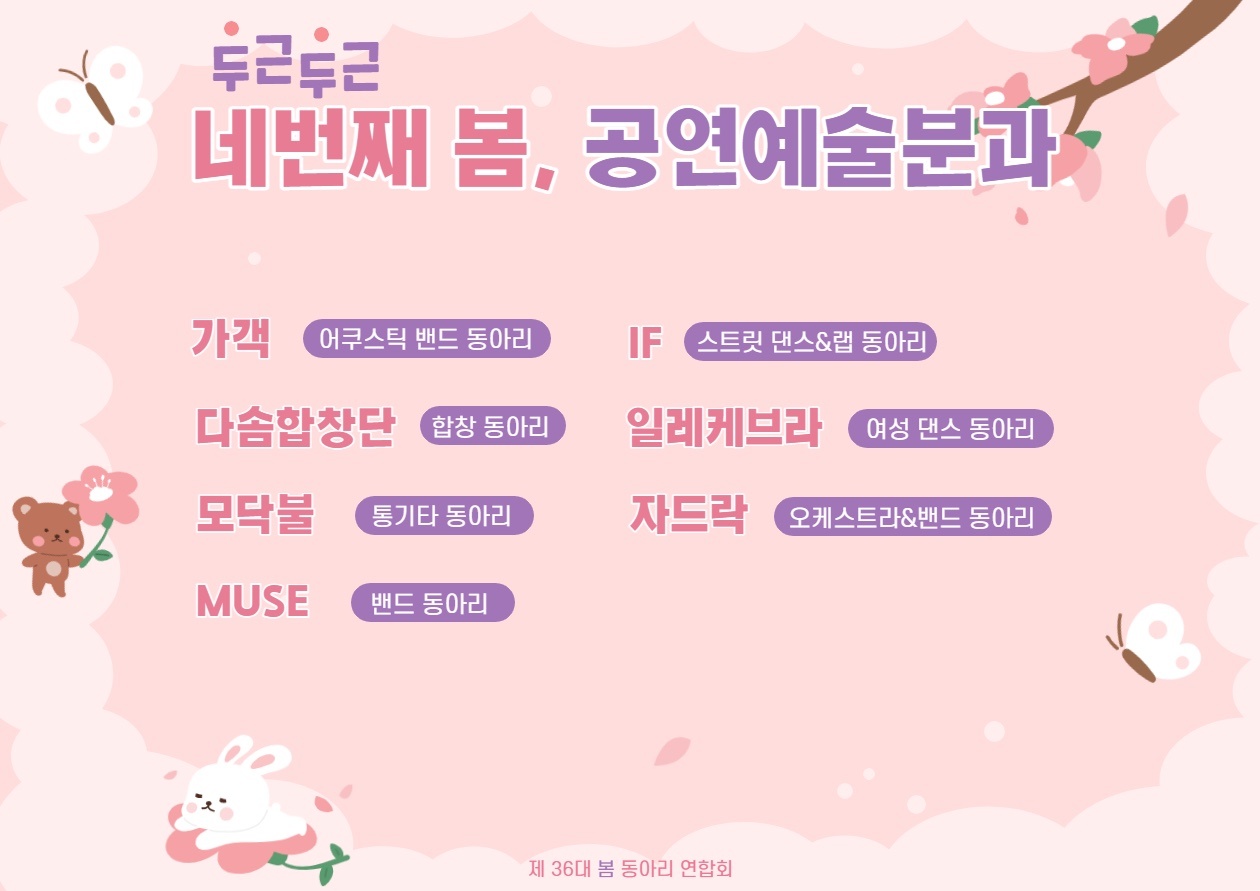 두근두근
네번째 봄, 공연예술분과
가객 어쿠스틱 밴드 동아리
IF 스트릿 댄스&랩 동아리
다솜합창단 합창 동아리
일레케브라 여성 댄스 동아리
모닥불 통기타 동아리
자드락 오케스트라&밴드 동아리
MUSE 밴드 동아리
제 36대 봄 동아리 연합회